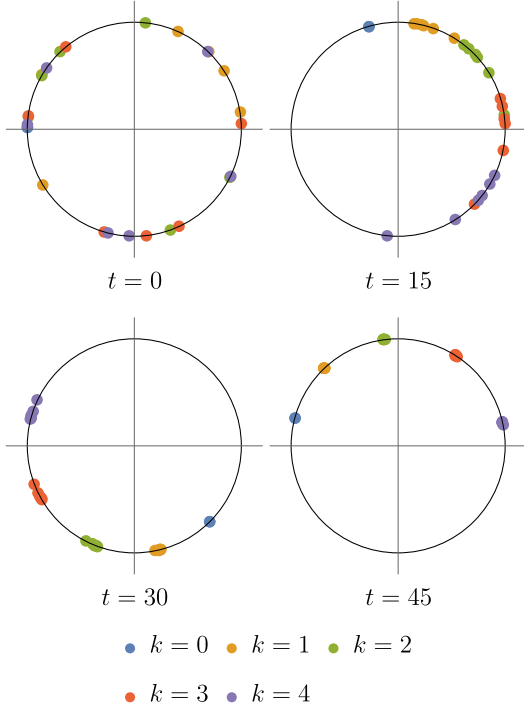 t = 0 t = 15
t = 30 t = 45
k = 0 k = 1 k = 2
k = 3 k = 4